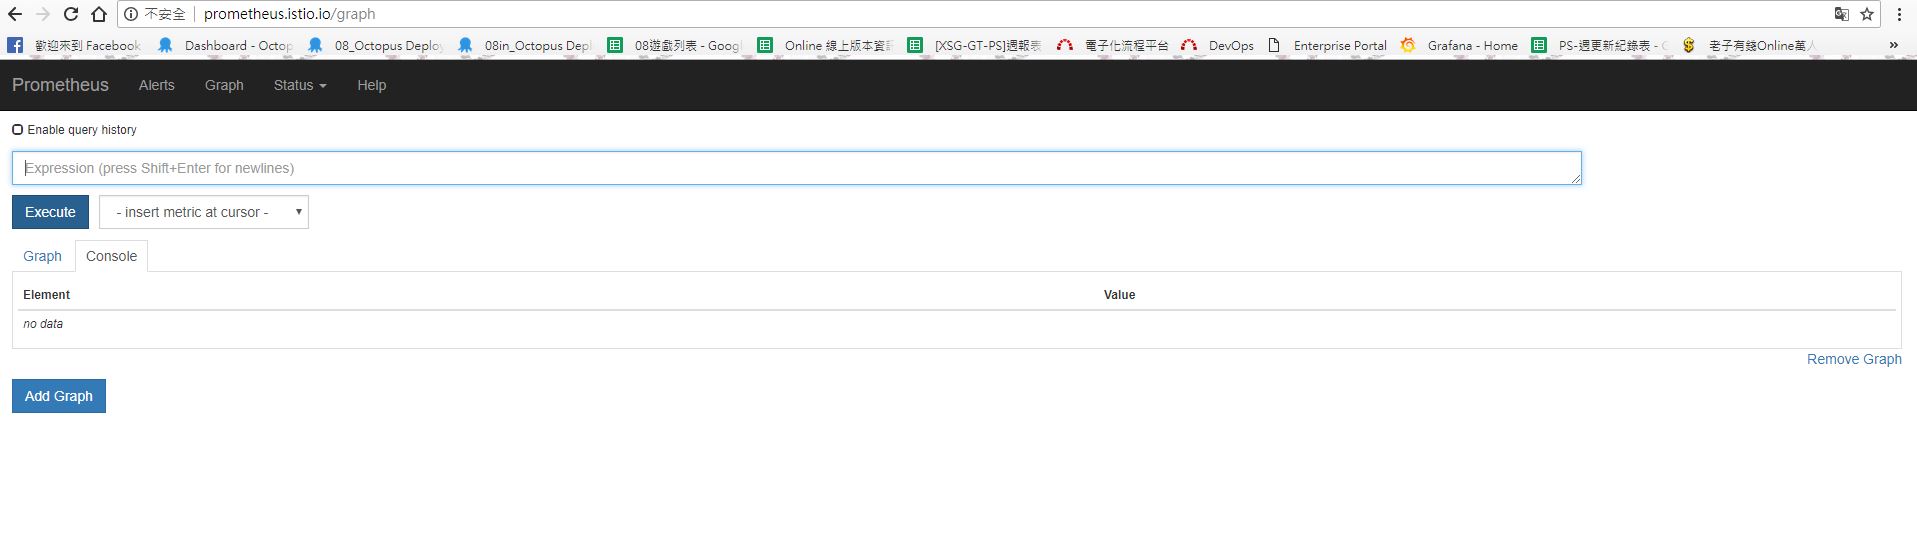 不安全 prometheus.istio.io/graph
歡迎來到 Facebook Dashboard - Octop 08_Octopus Deploy 08in_Octopus Depl 08遊戲列表 - Googl Online 線上版本資訊 [XSG-GT-PS]週報表 電子化流程平台 DevOps Enterprise Portal Grafana - Home PS-週更新紀錄表 - G 老子有錢Online萬人 »
Prometheus Alerts Graph Status Help
Enable query history
Expression (press Shift+Enter for newlines)
Execute - insert metric at cursor -
Graph Console
Element Value
no data
Remove Graph
Add Graph